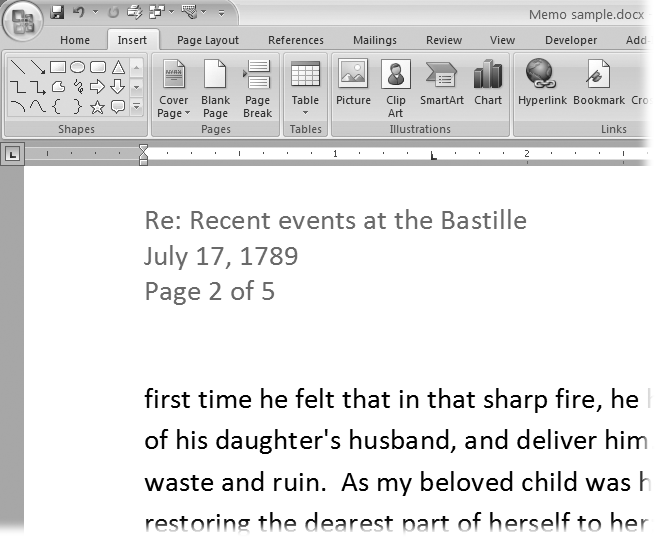 Memo sample.docx
Home Insert Page Layout References Mailings Review View Developer Add-
Cover Page Blank Page Page Break Table Picture Clip Art SmartArt Chart Hyperlink Bookmark
Shapes Pages Tables Illustrations Links
1 2
Re: Recent events at the Bastille
July 17, 1789
Page 2 of 5
first time he felt that in that sharp fire, he
of his daughter's husband, and deliver him
waste and ruin. As my beloved child was
restoring the dearest part of herself to her